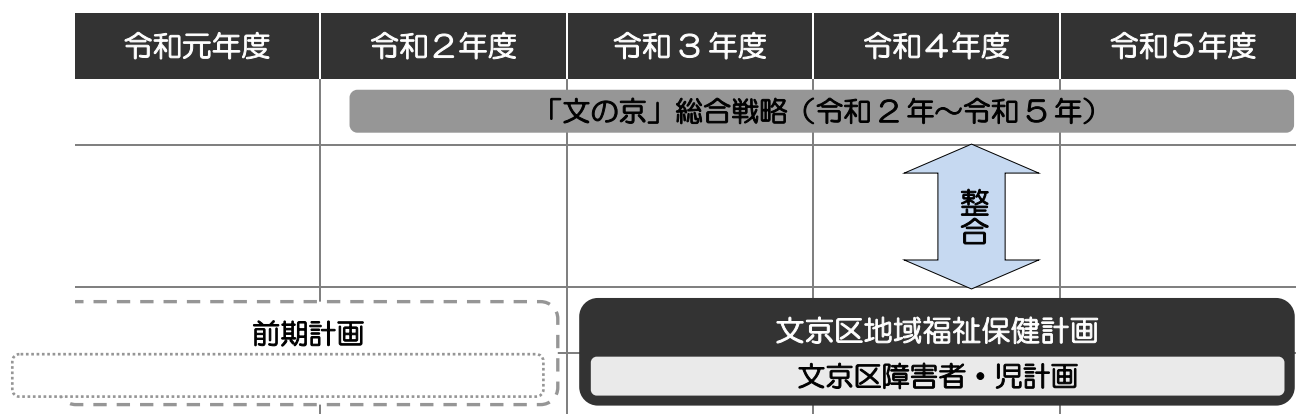 令和元年度
令和２年度
令和３年度
令和４年度
令和５年度
「文の京」総合戦略（令和２年～令和５年）
整合
前期計画
文京区地域福祉保健計画
文京区障害者・児計画